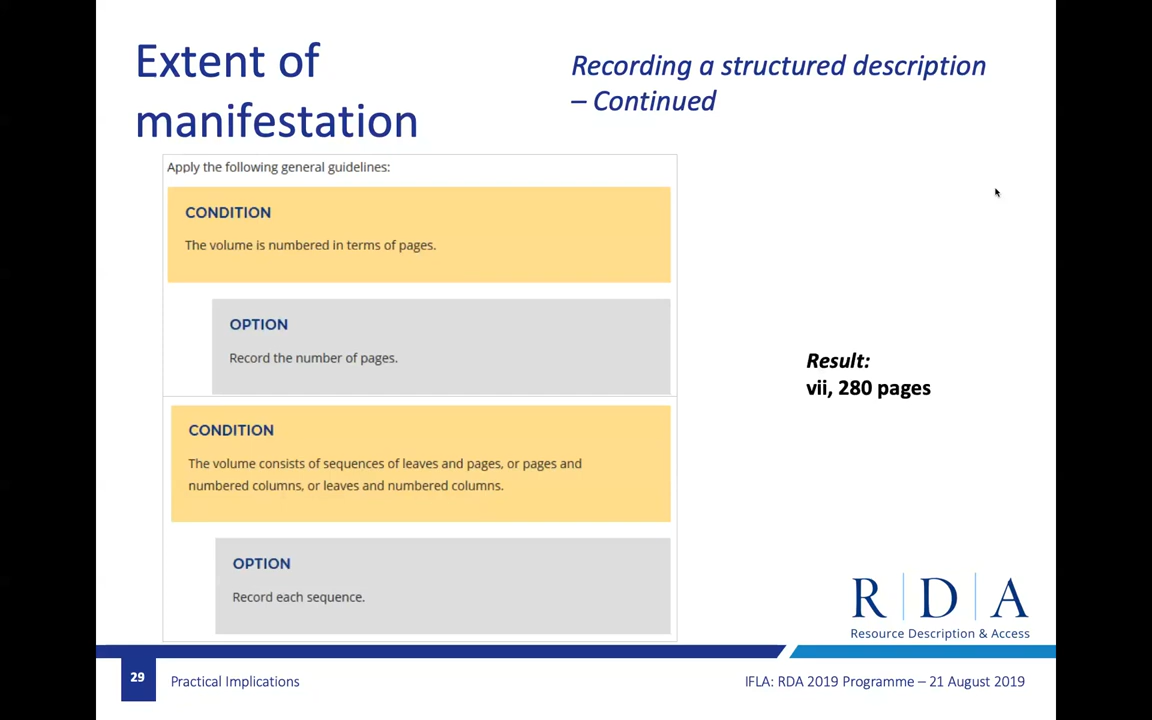 Extent of
manifestation
Recording a structured description
– Continued
Apply the following general guidelines:
CONDITION
The volume is numbered in terms of pages.
OPTION
Record the number of pages.
CONDITION
The volume consists of sequences of leaves and pages, or pages and
numbered columns, or leaves and numbered columns.
OPTION
Record each sequence.
Result:
vii, 280 pages
R D A
Resource Description & Access
29
Practical Implications
IFLA: RDA 2019 Programme – 21 August 2019